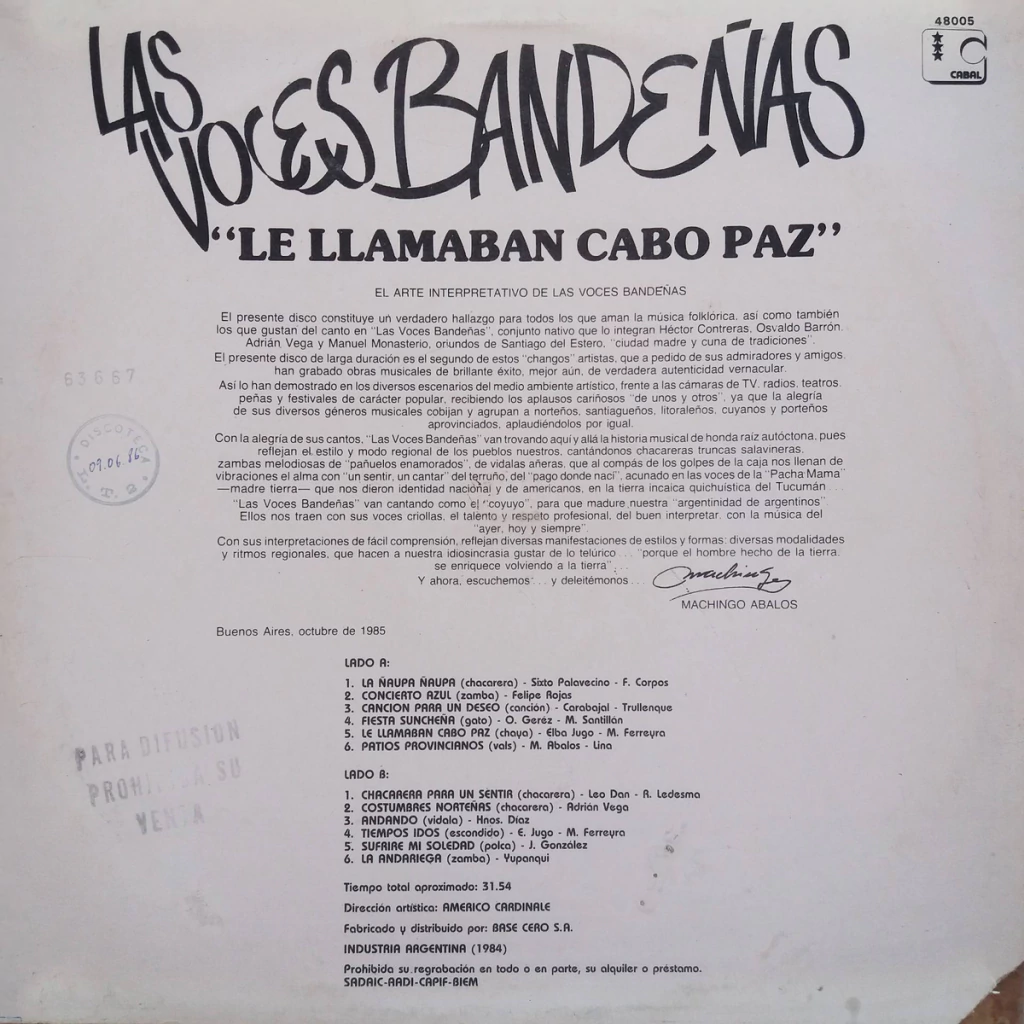 48005
CABAL
LAS VOCES BANDEÑAS
"LE LLAMABAN CABO PAZ"
EL ARTE INTERPRETATIVO DE LAS VOCES BANDEÑAS
El presente disco constituye un verdadero hallazgo para todos los que aman la música folklórica, así como también
los que gustan del canto en "Las Voces Bandeñas", conjunto nativo que lo integran Héctor Contreras, Osvaldo Barrón,
Adrián Vega y Manuel Monasterio, oriundos de Santiago del Estero, "ciudad madre y cuna de tradiciones".
El presente disco de larga duración es el segundo de estos "changos" artistas, que a pedido de sus admiradores y amigos
han grabado obras musicales de brillante éxito, mejor aún, de verdadera autenticidad vernacular.
Así lo han demostrado en los diversos escenarios del medio ambiente artístico, frente a las cámaras de TV, radios, teatros,
peñas y festivales de carácter popular, recibiendo los aplausos cariñosos "de unos y otros", ya que la alegría
de sus diversos géneros musicales cobijan y agrupan a norteños, santiagueños, litoraleños, cuyanos y porteños
aprovincianos, aplaudiéndolos por igual.
Con la alegría de sus cantos, "Las Voces Bandeñas" van trovando aquí y allá la historia musical de honda raíz autóctona, pues
reflejan el estilo y modo regional de los pueblos nuestros, cantándonos chacareras truncas salavineras,
zambas melodiosas de "pañuelos enamorados", de vidalas añeras, que al compás de los golpes de la caja nos llenan de
vibraciones el alma con "un sentir, un cantar" del terruño, del "pago donde nací", acunado en las voces de la "Pacha Mama"
—madre tierra— que nos dieron identidad nacional y de americanos, en la tierra incaica quichuística del Tucumán...
"Las Voces Bandeñas" van cantando como el "coyuyo", para que madure nuestra "argentinidad de argentinos".
Ellos nos traen con sus voces criollas, el talento y respeto profesional, del buen interpretar, con la música del
"ayer, hoy y siempre".
Con sus interpretaciones de fácil comprensión, reflejan diversas manifestaciones de estilos y formas: diversas modalidades
y ritmos regionales, que hacen a nuestra idiosincrasia gustar de lo telúrico... "porque el hombre hecho de la tierra,
se enriquece volviendo a la tierra"...
Y ahora, escuchemos... y deleitémonos...
Machingo
MACHINGO ABALOS
Buenos Aires, octubre de 1985
63667
DISCOTECA
09.06.86
L.T.2.
LADO A:
1. LA ÑAUPA ÑAUPA (chacarera) - Sixto Palavecino - F. Corpos
2. CONCIERTO AZUL (zamba) - Felipe Rojas
3. CANCION PARA UN DESEO (canción) - Carabajal - Trullenque
4. FIESTA SUNCHEÑA (gato) - O. Geréz - M. Santillán
5. LE LLAMABAN CABO PAZ (chaya) - Elba Jugo - M. Ferreyra
6. PATIOS PROVINCIANOS (vals) - M. Abalos - Lina
LADO B:
1. CHACARERA PARA UN SENTIR (chacarera) - Leo Dan - R. Ledesma
2. COSTUMBRES NORTEÑAS (chacarera) - Adrián Vega
3. ANDANDO (vidala) - Hnos. Díaz
4. TIEMPOS IDOS (escondido) - E. Jugo - M. Ferreyra
5. SUFRIRE MI SOLEDAD (polca) - J. González
6. LA ANDARIEGA (zamba) - Yupanqui
PARA DIFUSION
PROHIBIDA SU
VENTA
Tiempo total aproximado: 31.54
Dirección artística: AMERICO CARDINALE
Fabricado y distribuido por: BASE CERO S.A.
INDUSTRIA ARGENTINA (1984)
Prohibida su regrabación en todo o en parte, su alquiler o préstamo.
SADAIC-AADI-CAPIF-BIEM